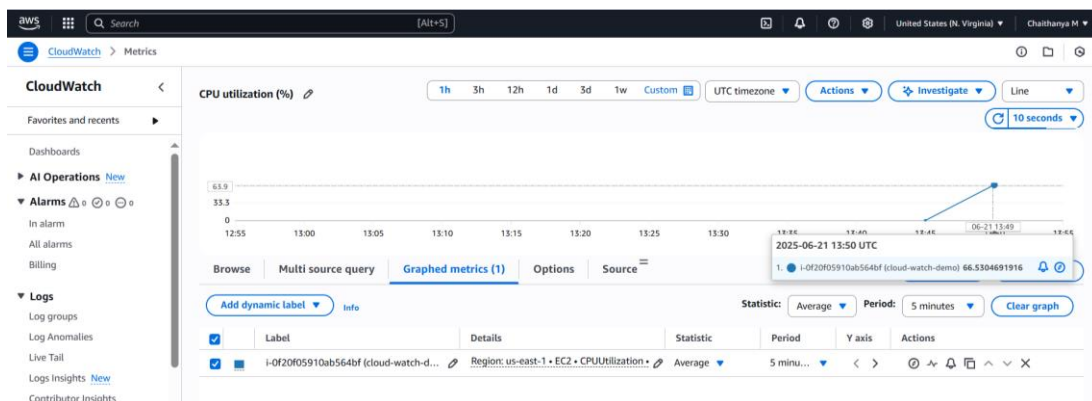 aws
Search
[Alt+S]
United States (N. Virginia)
Chaithanya M
CloudWatch > Metrics
CloudWatch
Favorites and recents
Dashboards
AI Operations New
Alarms 0 0 0
In alarm
All alarms
Billing
Logs
Log groups
Log Anomalies
Live Tail
Logs Insights New
Contributor Insights
CPU utilization (%)
1h 3h 12h 1d 3d 1w Custom
UTC timezone
Actions
Investigate
Line
10 seconds
63.9
33.3
0
12:55 13:00 13:05 13:10 13:15 13:20 13:25 13:30 13:35 13:40 13:45 13:55
06-21 13:49
2025-06-21 13:50 UTC
1. i-0f20f05910ab564bf (cloud-watch-demo) 66.5304691916
Browse Multi source query Graphed metrics (1) Options Source
Add dynamic label Info
Statistic: Average Period: 5 minutes Clear graph
Label Details Statistic Period Y axis Actions
i-0f20f05910ab564bf (cloud-watch-d... Region: us-east-1 • EC2 • CPUUtilization • Average 5 minu... < >